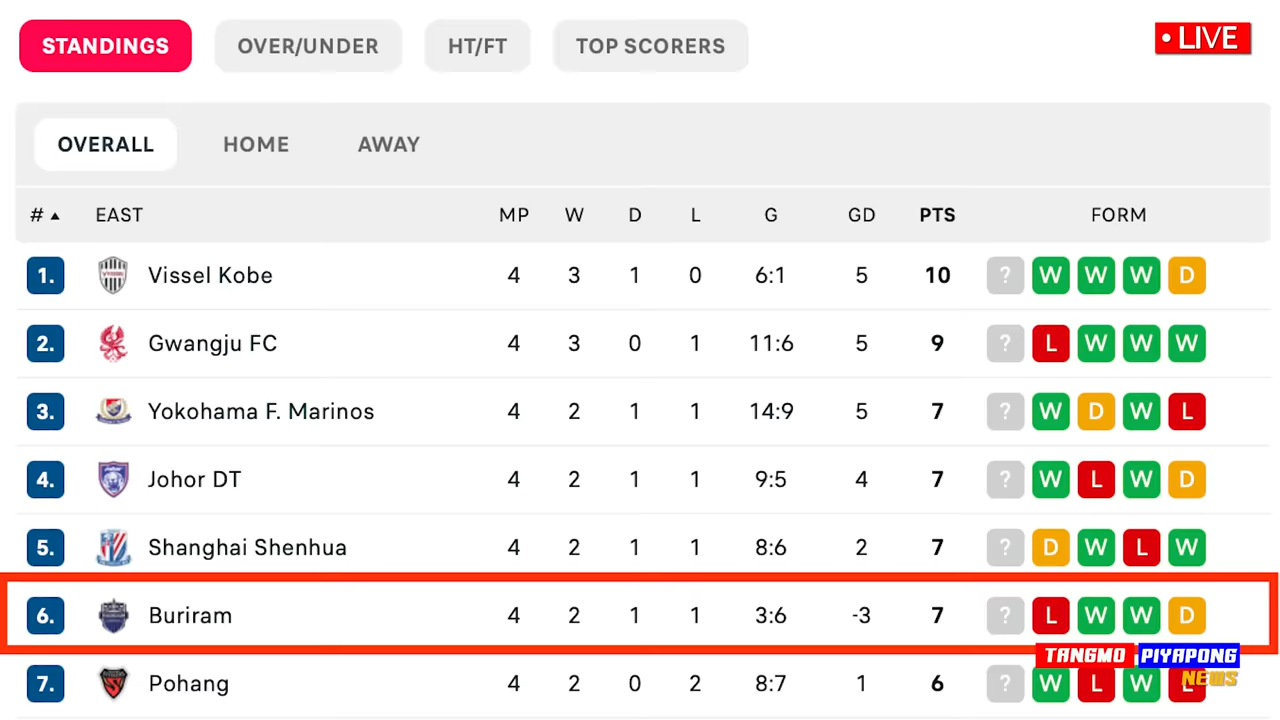 STANDINGS OVER/UNDER HT/FT TOP SCORERS • LIVE
OVERALL HOME AWAY
# ▲ EAST MP W D L G GD PTS FORM
1. Vissel Kobe 4 3 1 0 6:1 5 10 ? W W W D
2. Gwangju FC 4 3 0 1 11:6 5 9 ? L W W W
3. Yokohama F. Marinos 4 2 1 1 14:9 5 7 ? W D W L
4. Johor DT 4 2 1 1 9:5 4 7 ? W L W D
5. Shanghai Shenhua 4 2 1 1 8:6 2 7 ? D W L W
6. Buriram 4 2 1 1 3:6 -3 7 ? L W W D
TANGMO PIYAPONG
NEWS
7. Pohang 4 2 0 2 8:7 1 6 ? W L W L